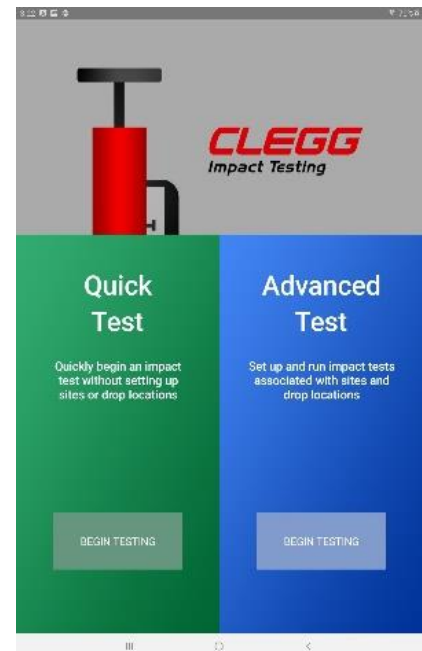 CLEGG
Impact Testing
Quick
Test
Quickly begin an impact
test without setting up
sites or drop locations
BEGIN TESTING
Advanced
Test
Set up and run impact tests
associated with sites and
drop locations
BEGIN TESTING